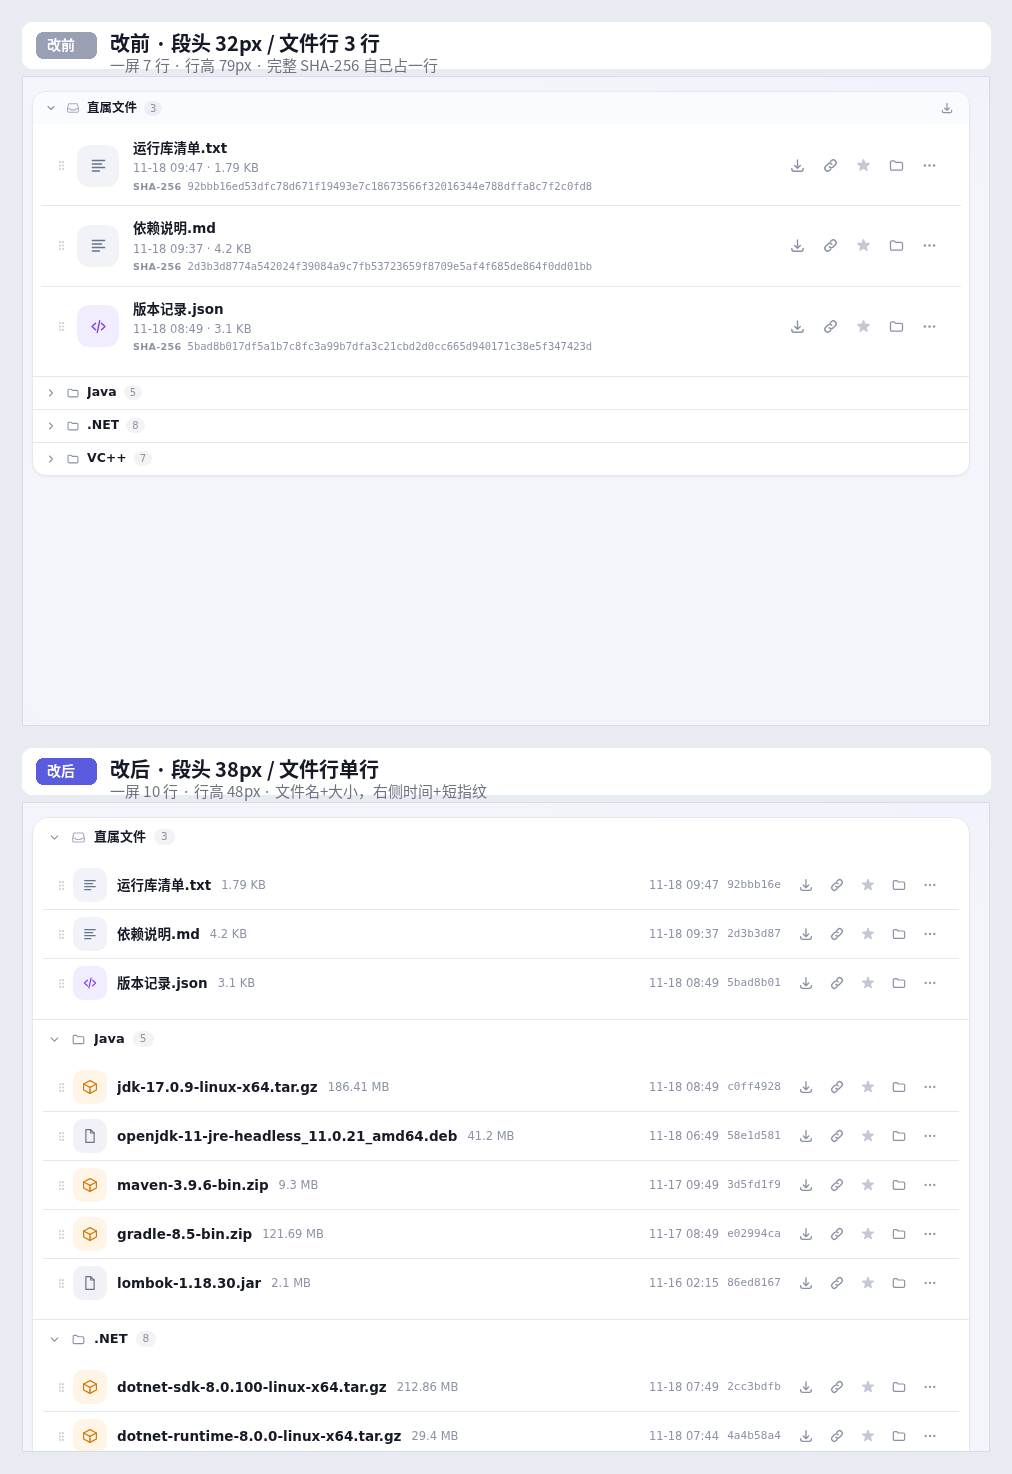 改前
改前 · 段头 32px / 文件行 3 行
一屏 7 行 · 行高 79px · 完整 SHA-256 自己占一行
直属文件 3
运行库清单.txt
11-18 09:47 · 1.79 KB
SHA-256 92bbb16ed53dfc78d671f19493e7c18673566f32016344e788dffa8c7f2c0fd8
依赖说明.md
11-18 09:37 · 4.2 KB
SHA-256 2d3b3d8774a542024f39084a9c7fb53723659f8709e5af4f685de864f0dd01bb
版本记录.json
11-18 08:49 · 3.1 KB
SHA-256 5bad8b017df5a1b7c8fc3a99b7dfa3c21cbd2d0cc665d940171c38e5f347423d
Java 5
.NET 8
VC++ 7
改后
改后 · 段头 38px / 文件行单行
一屏 10 行 · 行高 48px · 文件名+大小，右侧时间+短指纹
直属文件 3
运行库清单.txt 1.79 KB 11-18 09:47 92bbb16e
依赖说明.md 4.2 KB 11-18 09:37 2d3b3d87
版本记录.json 3.1 KB 11-18 08:49 5bad8b01
Java 5
jdk-17.0.9-linux-x64.tar.gz 186.41 MB 11-18 08:49 c0ff4928
openjdk-11-jre-headless_11.0.21_amd64.deb 41.2 MB 11-18 06:49 58e1d581
maven-3.9.6-bin.zip 9.3 MB 11-17 09:49 3d5fd1f9
gradle-8.5-bin.zip 121.69 MB 11-17 08:49 e02994ca
lombok-1.18.30.jar 2.1 MB 11-16 02:15 86ed8167
.NET 8
dotnet-sdk-8.0.100-linux-x64.tar.gz 212.86 MB 11-18 07:49 2cc3bdfb
dotnet-runtime-8.0.0-linux-x64.tar.gz 29.4 MB 11-18 07:44 4a4b58a4